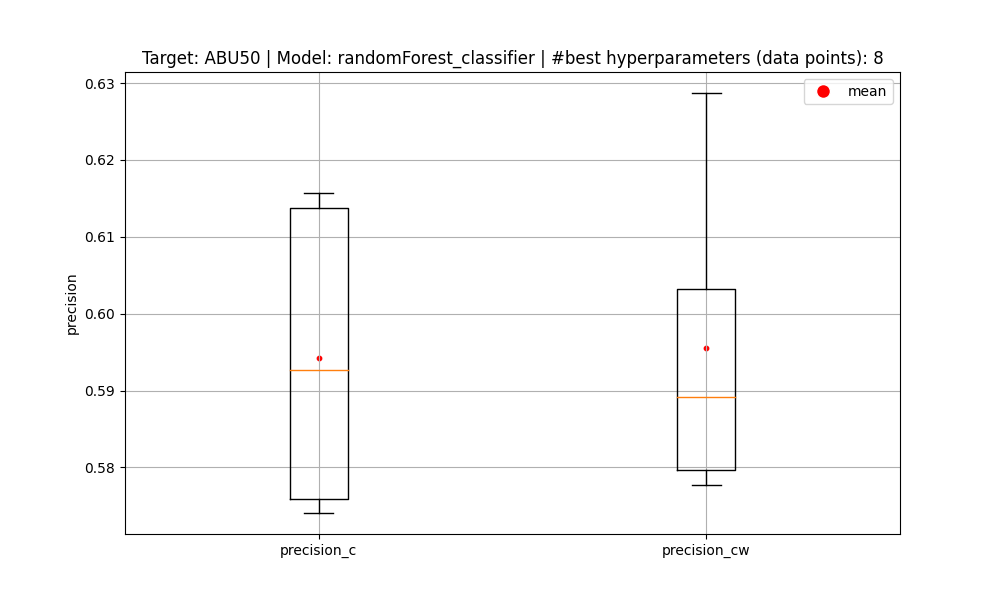 Target: ABU50 | Model: randomForest_classifier | #best hyperparameters (data points): 8
mean
precision
0.63
0.62
0.61
0.60
0.59
0.58
precision_c
precision_cw